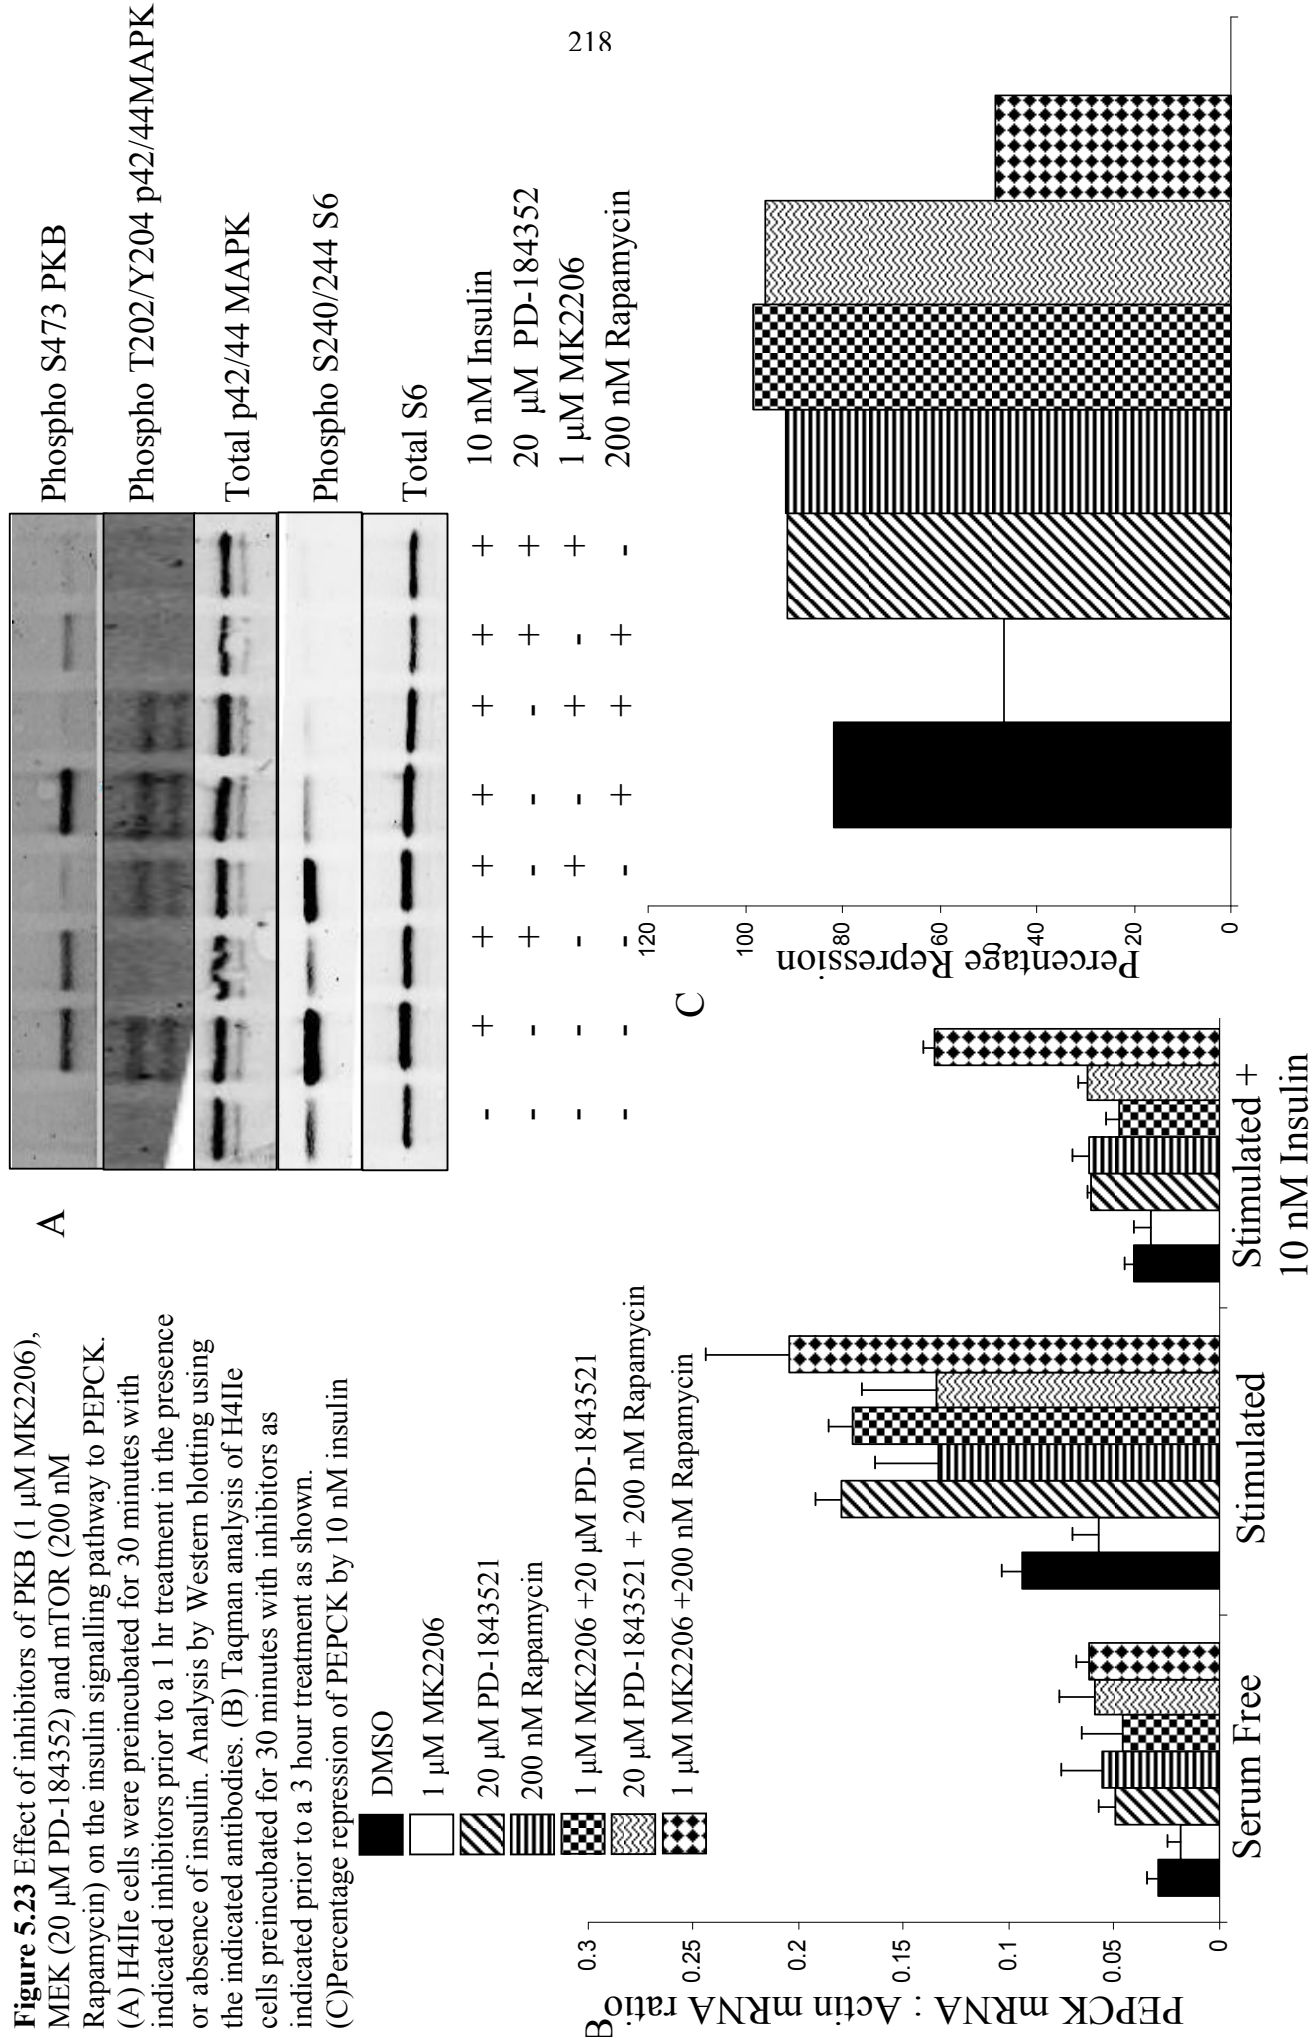 Figure 5.23 Effect of inhibitors of PKB (1 µM MK2206),
MEK (20 µM PD-184352) and mTOR (200 nM
Rapamycin) on the insulin signalling pathway to PEPCK.
(A) H4IIe cells were preincubated for 30 minutes with
indicated inhibitors prior to a 1 hr treatment in the presence
or absence of insulin. Analysis by Western blotting using
the indicated antibodies. (B) Taqman analysis of H4IIe
cells preincubated for 30 minutes with inhibitors as
indicated prior to a 3 hour treatment as shown.
(C)Percentage repression of PEPCK by 10 nM insulin
A
Phospho S473 PKB
Phospho T202/Y204 p42/44MAPK
Total p42/44 MAPK
Phospho S240/244 S6
Total S6
- + + + + + + + 10 nM Insulin
- - + - - - + + 20 µM PD-184352
- - - + - + - + 1 µM MK2206
- - - - + + + - 200 nM Rapamycin
DMSO
1 µM MK2206
20 µM PD-1843521
200 nM Rapamycin
1 µM MK2206 +20 µM PD-1843521
20 µM PD-1843521 + 200 nM Rapamycin
1 µM MK2206 +200 nM Rapamycin
B
PEPCK mRNA : Actin mRNA ratio
0.3
0.25
0.2
0.15
0.1
0.05
0
Serum Free
Stimulated
Stimulated +
10 nM Insulin
C
Percentage Repression
120
100
80
60
40
20
0
218